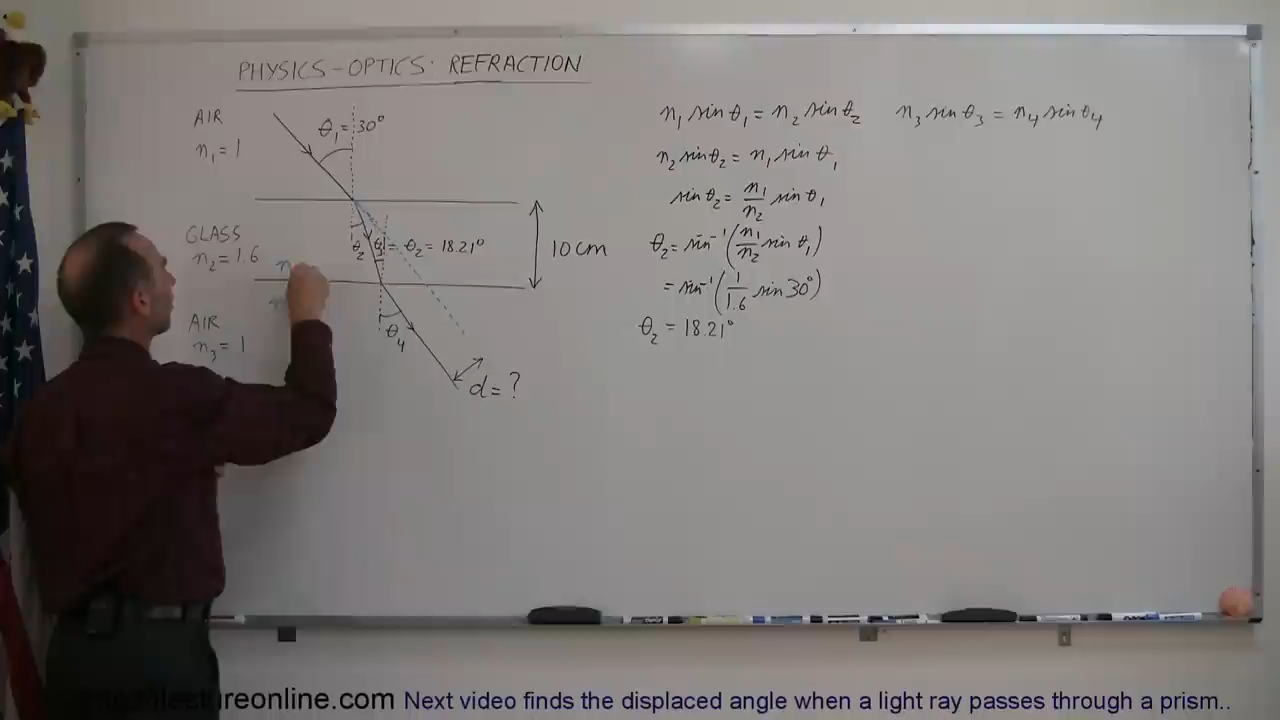 PHYSICS-OPTICS: REFRACTION
AIR
n₁ = 1
θ₁ = 30°
GLASS
n₂ = 1.6
θ₂ θ₃ = θ₂ = 18.21°
10 cm
n
AIR
n₃ = 1
θ₄
d = ?
n₁ sin θ₁ = n₂ sin θ₂
n₂ sin θ₂ = n₁ sin θ₁
sin θ₂ = n₁/n₂ sin θ₁
θ₂ = sin⁻¹(n₁/n₂ sin θ₁)
= sin⁻¹(1/1.6 sin 30°)
θ₂ = 18.21°
n₃ sin θ₃ = n₄ sin θ₄
lectureonline.com Next video finds the displaced angle when a light ray passes through a prism..